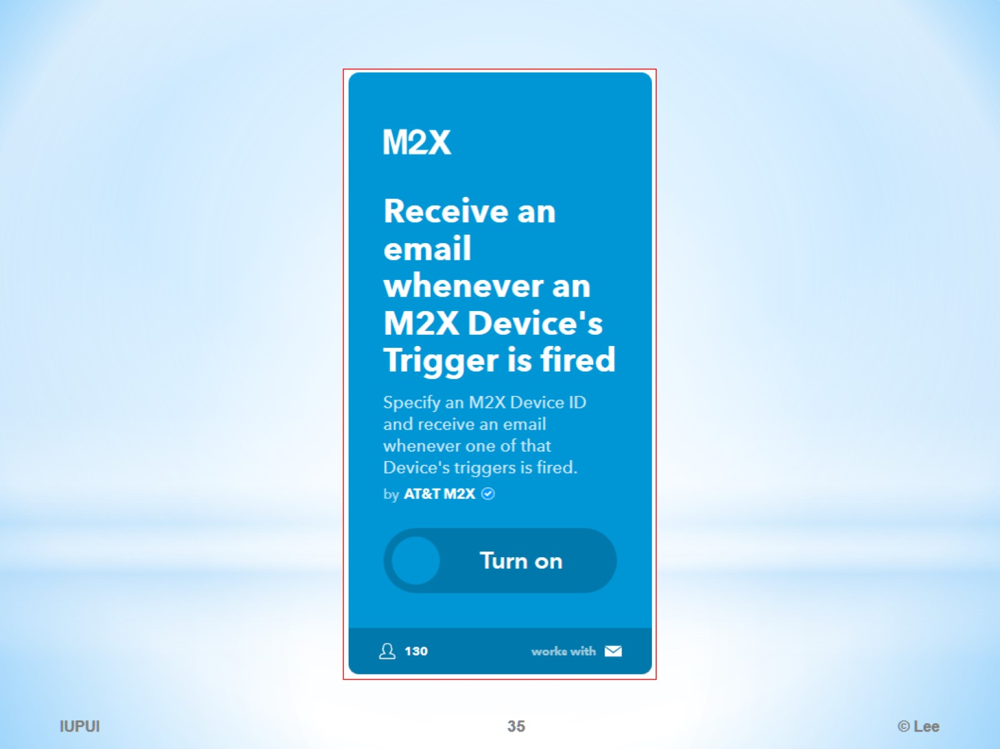 M2X
Receive an
email
whenever an
M2X Device's
Trigger is fired
Specify an M2X Device ID
and receive an email
whenever one of that
Device's triggers is fired.
by AT&T M2X
Turn on
130 works with
IUPUI 35 © Lee